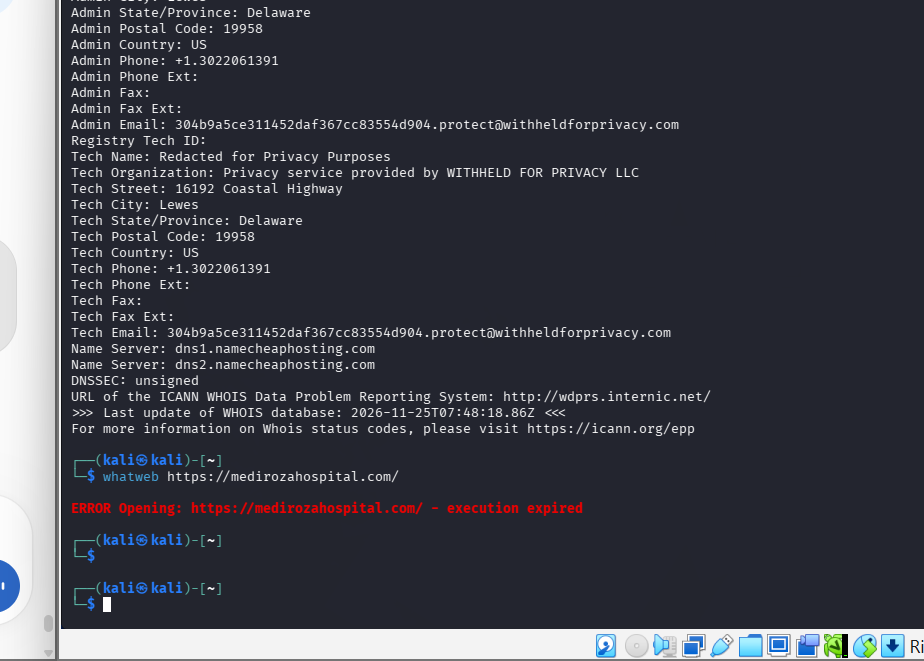 Admin State/Province: Delaware
Admin Postal Code: 19958
Admin Country: US
Admin Phone: +1.3022061391
Admin Phone Ext:
Admin Fax:
Admin Fax Ext:
Admin Email: 304b9a5ce311452daf367cc83554d904.protect@withheldforprivacy.com
Registry Tech ID:
Tech Name: Redacted for Privacy Purposes
Tech Organization: Privacy service provided by WITHHELD FOR PRIVACY LLC
Tech Street: 16192 Coastal Highway
Tech City: Lewes
Tech State/Province: Delaware
Tech Postal Code: 19958
Tech Country: US
Tech Phone: +1.3022061391
Tech Phone Ext:
Tech Fax:
Tech Fax Ext:
Tech Email: 304b9a5ce311452daf367cc83554d904.protect@withheldforprivacy.com
Name Server: dns1.namecheaphosting.com
Name Server: dns2.namecheaphosting.com
DNSSEC: unsigned
URL of the ICANN WHOIS Data Problem Reporting System: http://wdprs.internic.net/
>>> Last update of WHOIS database: 2026-11-25T07:48:18.86Z <<<
For more information on Whois status codes, please visit https://icann.org/epp
┌──(kali㉿kali)-[~]
└─$ whatweb https://medirozahospital.com/
ERROR Opening: https://medirozahospital.com/ - execution expired
┌──(kali㉿kali)-[~]
└─$
┌──(kali㉿kali)-[~]
└─$
Ri